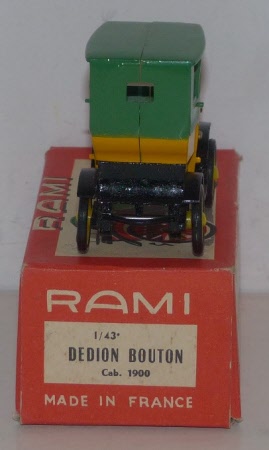 RAMI
RAMI
1/43e
DEDION BOUTON
Cab. 1900
MADE IN FRANCE